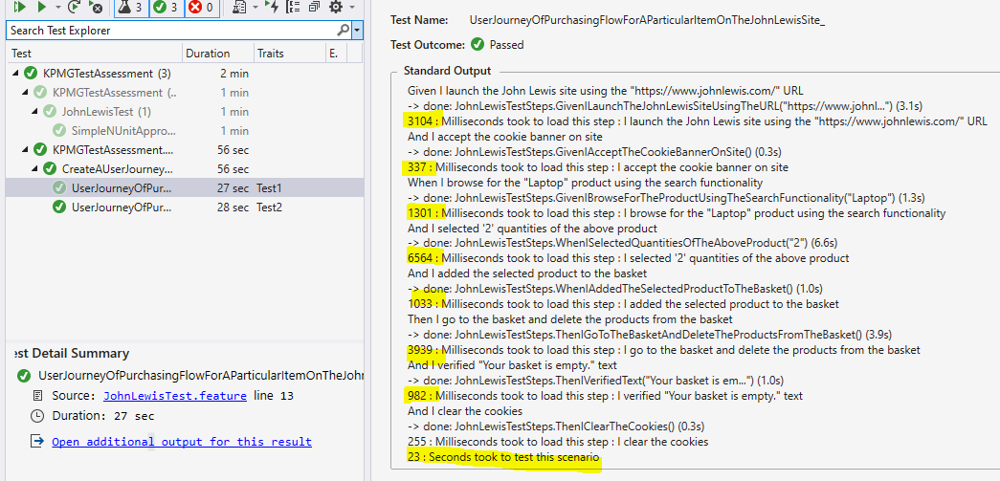 3
3
0
Search Test Explorer
Test Duration Traits E.
KPMGTestAssessment (3) 2 min
KPMGTestAssessment (.. 1 min
JohnLewisTest (1) 1 min
SimpleNUnitAppro... 1 min
KPMGTestAssessment.... 56 sec
CreateAUserJourney... 56 sec
UserJourneyOfPur... 27 sec Test1
UserJourneyOfPur... 28 sec Test2
est Detail Summary
UserJourneyOfPurchasingFlowForAParticularItemOnTheJohn
Source: JohnLewisTest.feature line 13
Duration: 27 sec
Open additional output for this result
Test Name: UserJourneyOfPurchasingFlowForAParticularItemOnTheJohnLewisSite_
Test Outcome: Passed
Standard Output
Given I launch the John Lewis site using the "https://www.johnlewis.com/" URL
-> done: JohnLewisTestSteps.GivenILaunchTheJohnLewisSiteUsingTheURL("https://www.johnl...") (3.1s)
3104 : Milliseconds took to load this step : I launch the John Lewis site using the "https://www.johnlewis.com/" URL
And I accept the cookie banner on site
-> done: JohnLewisTestSteps.GivenIAcceptTheCookieBannerOnSite() (0.3s)
337 : Milliseconds took to load this step : I accept the cookie banner on site
When I browse for the "Laptop" product using the search functionality
-> done: JohnLewisTestSteps.GivenIBrowseForTheProductUsingTheSearchFunctionality("Laptop") (1.3s)
1301 : Milliseconds took to load this step : I browse for the "Laptop" product using the search functionality
And I selected '2' quantities of the above product
-> done: JohnLewisTestSteps.WhenISelectedQuantitiesOfTheAboveProduct("2") (6.6s)
6564 : Milliseconds took to load this step : I selected '2' quantities of the above product
And I added the selected product to the basket
-> done: JohnLewisTestSteps.WhenIAddedTheSelectedProductToTheBasket() (1.0s)
1033 : Milliseconds took to load this step : I added the selected product to the basket
Then I go to the basket and delete the products from the basket
-> done: JohnLewisTestSteps.ThenIGoToTheBasketAndDeleteTheProductsFromTheBasket() (3.9s)
3939 : Milliseconds took to load this step : I go to the basket and delete the products from the basket
And I verified "Your basket is empty." text
-> done: JohnLewisTestSteps.ThenIVerifiedText("Your basket is em...") (1.0s)
982 : Milliseconds took to load this step : I verified "Your basket is empty." text
And I clear the cookies
-> done: JohnLewisTestSteps.ThenIClearTheCookies() (0.3s)
255 : Milliseconds took to load this step : I clear the cookies
23 : Seconds took to test this scenario